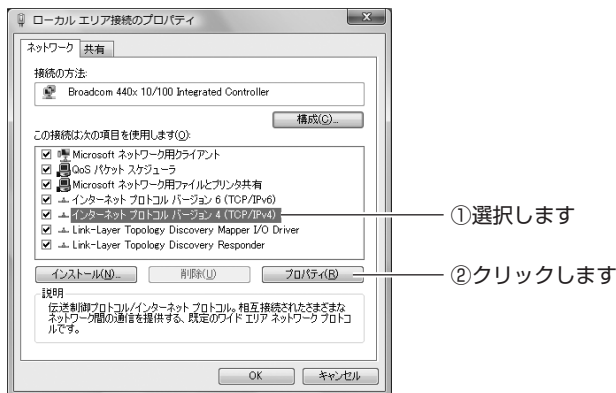 ローカル エリア接続のプロパティ
ネットワーク 共有
接続の方法:
Broadcom 440x 10/100 Integrated Controller
構成(C)...
この接続は次の項目を使用します(O):
Microsoft ネットワーク用クライアント
QoS パケット スケジューラ
Microsoft ネットワーク用ファイルとプリンタ共有
インターネット プロトコル バージョン 6 (TCP/IPv6)
インターネット プロトコル バージョン 4 (TCP/IPv4)
①選択します
Link-Layer Topology Discovery Mapper I/O Driver
Link-Layer Topology Discovery Responder
インストール(N)... 削除(U) プロパティ(R)
②クリックします
説明
伝送制御プロトコル/インターネット プロトコル。相互接続されたさまざまな
ネットワーク間の通信を提供する、既定のワイド エリア ネットワーク プロトコ
ルです。
OK キャンセル